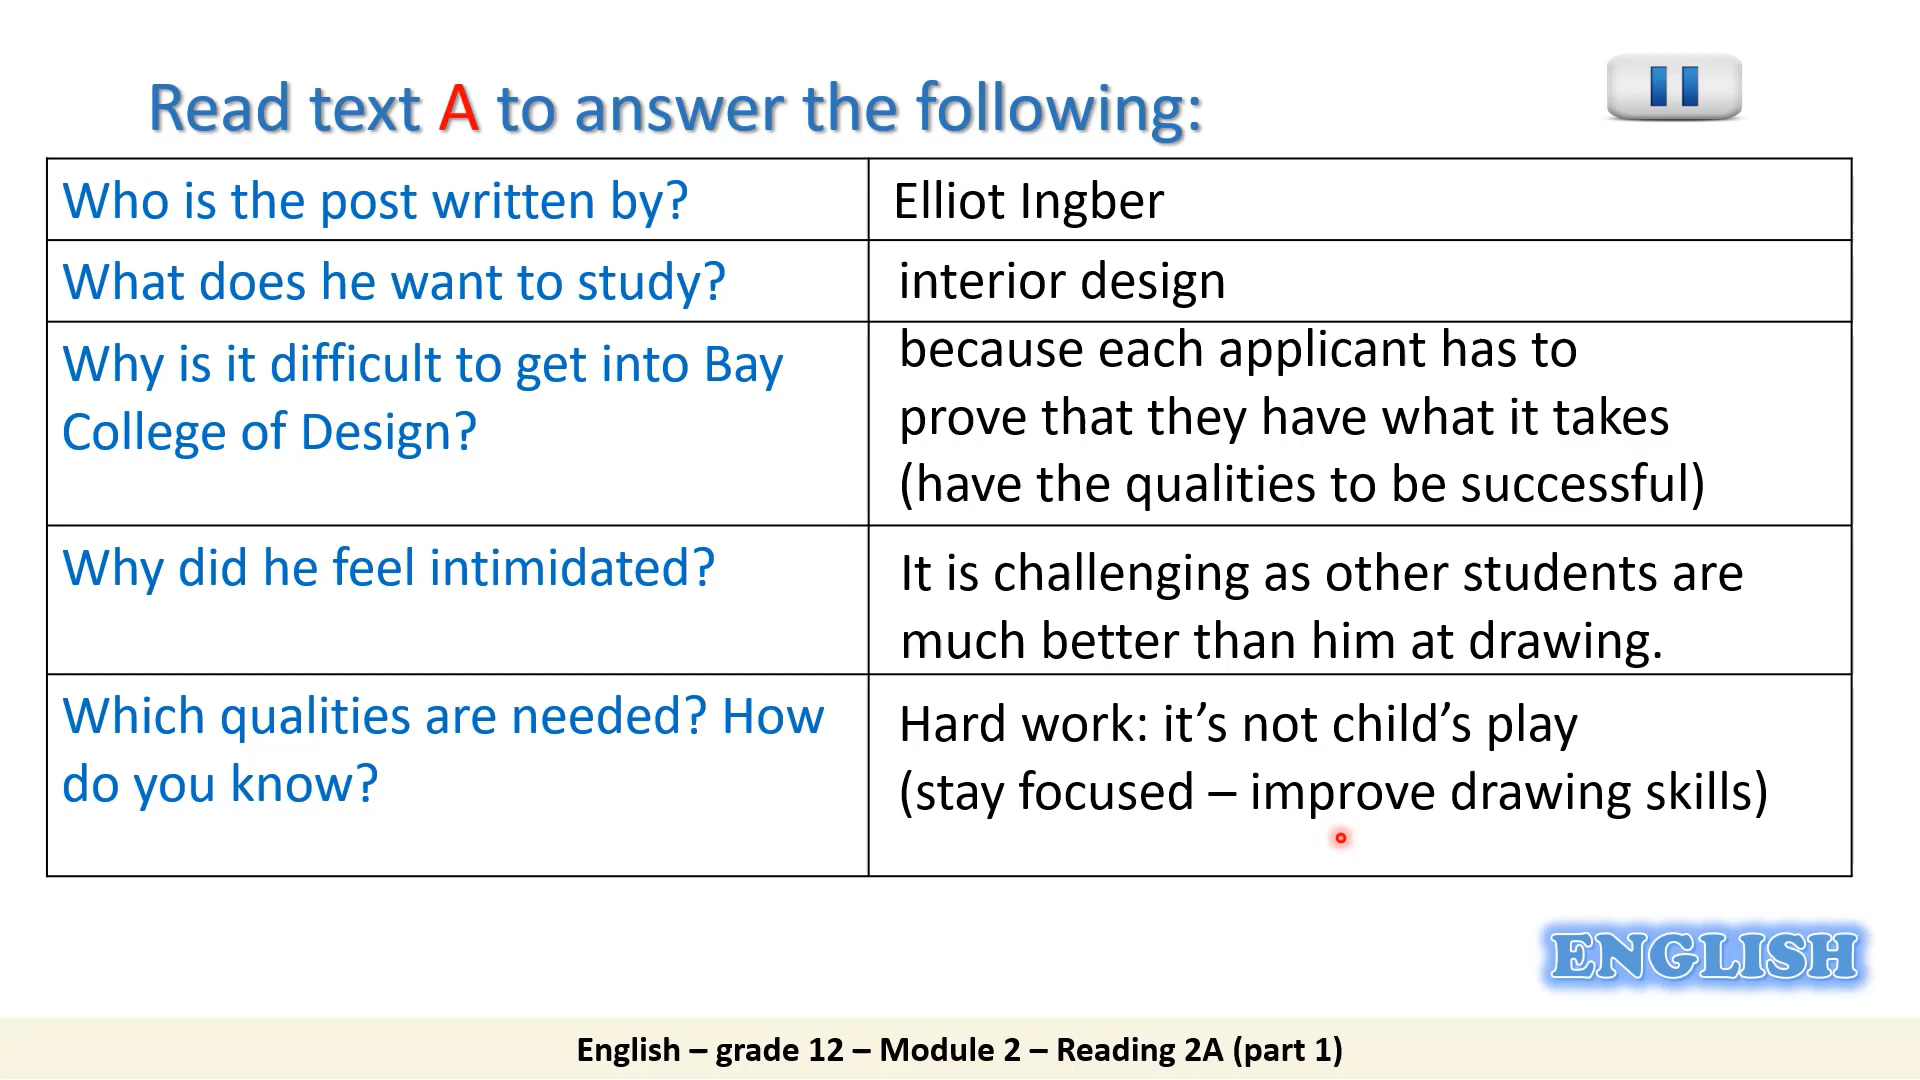 Read text A to answer the following:
Who is the post written by?
Elliot Ingber
What does he want to study?
interior design
Why is it difficult to get into Bay
College of Design?
because each applicant has to
prove that they have what it takes
(have the qualities to be successful)
Why did he feel intimidated?
It is challenging as other students are
much better than him at drawing.
Which qualities are needed? How
do you know?
Hard work: it’s not child’s play
(stay focused – improve drawing skills)
ENGLISH
English – grade 12 – Module 2 – Reading 2A (part 1)